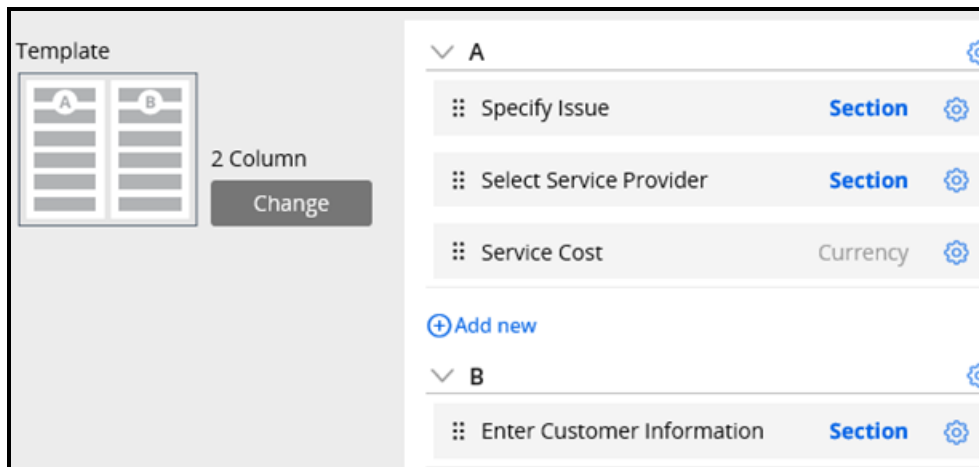 Template
A B
2 Column
Change
A
Specify Issue Section
Select Service Provider Section
Service Cost Currency
Add new
B
Enter Customer Information Section